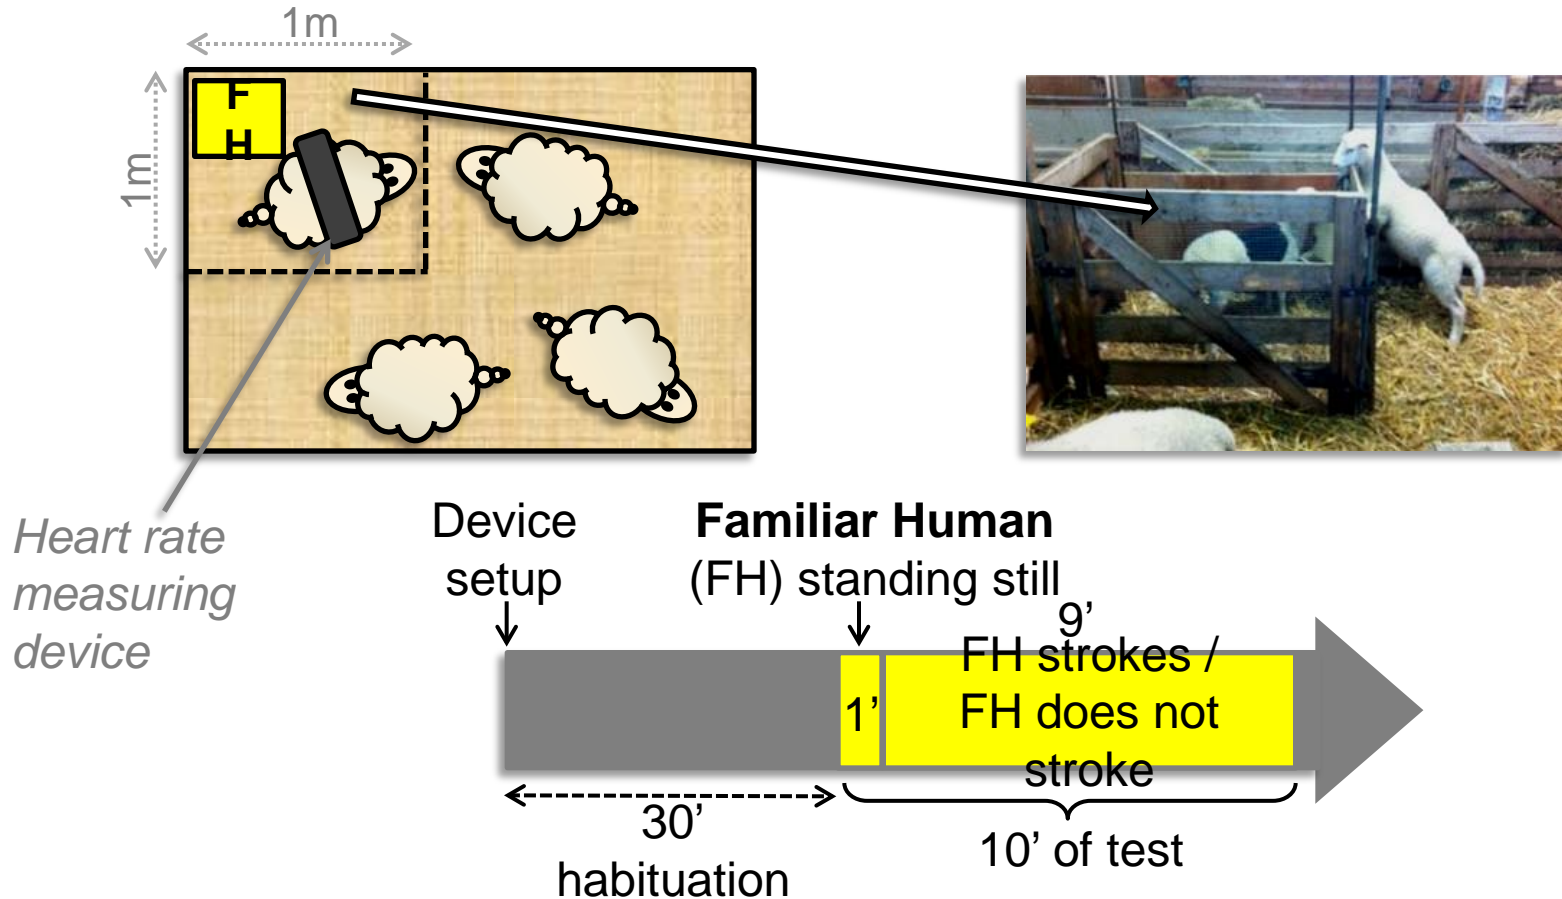 1m
1m
F
H
Heart rate
measuring
device
Device
setup
Familiar Human
(FH) standing still
1’
9’
FH strokes /
FH does not
stroke
30’
habituation
10’ of test